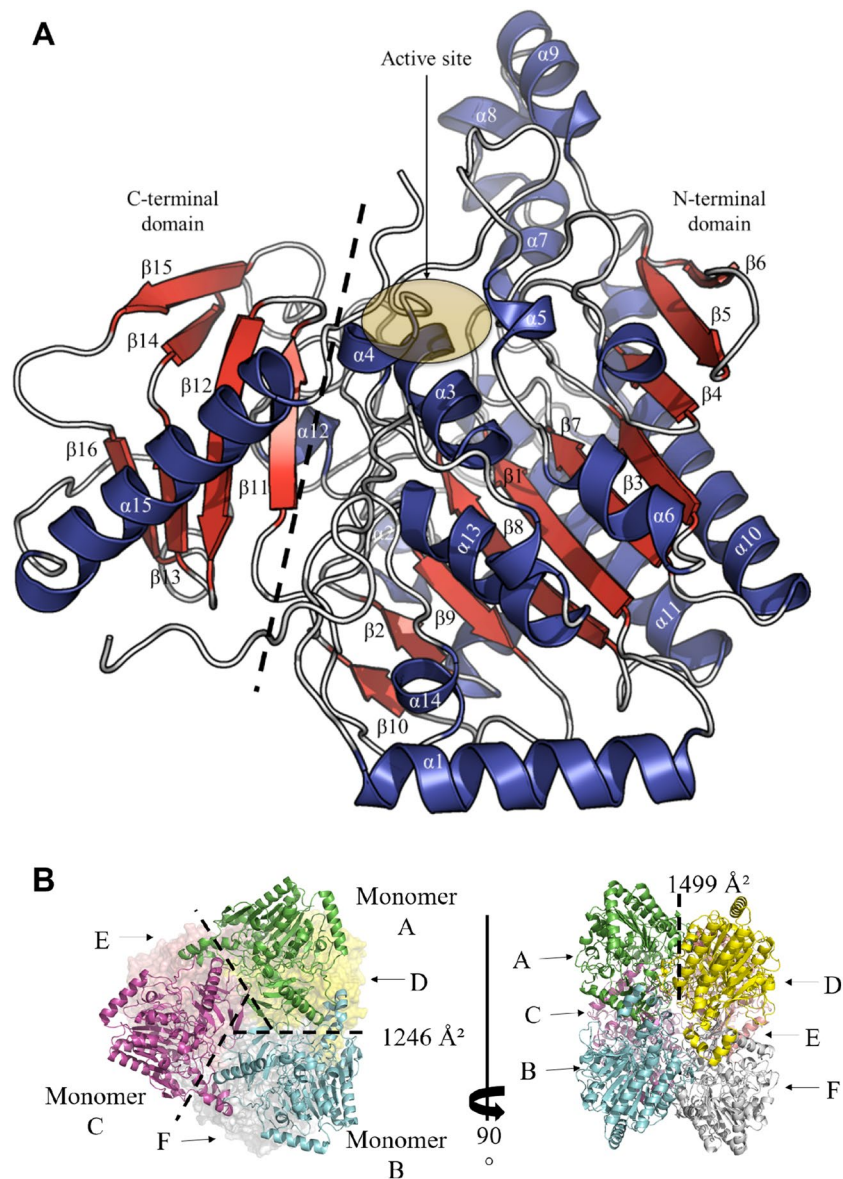 A
Active site
α9
α8
C-terminal
domain
N-terminal
domain
α7
β15
β6
β5
α5
β14
α4
β4
β12
α3
α12
β7
β16
β11
β1
β3
α15
β8
α6
α13
α2
α10
β13
α11
β2
β9
α14
β10
α1
B
Monomer
A
E
D
1246 Å²
Monomer
C
F
Monomer
B
90
°
1499 Å²
A
D
C
E
B
F